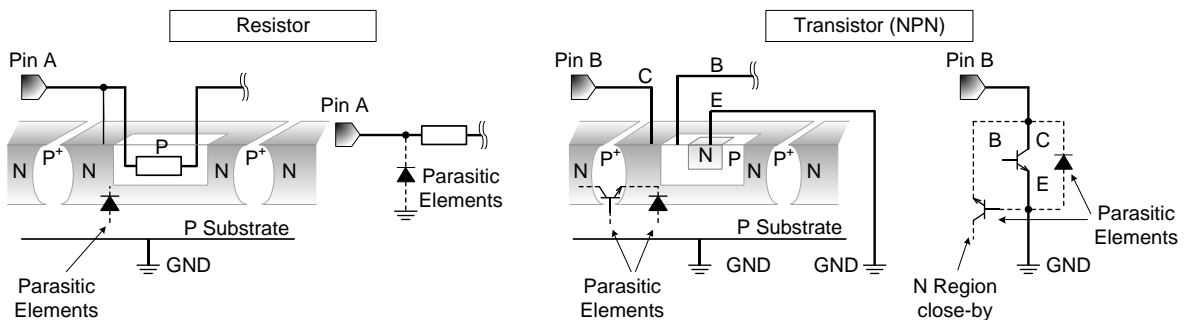 Resistor
Transistor (NPN)
Pin A
Pin A
P
N
P+
N
N
P+
N
Parasitic
Elements
P Substrate
GND
Parasitic
Elements
Pin B
C
B
E
N
P+
N
N
P
P+
N
P Substrate
GND
GND
Parasitic
Elements
Pin B
B
C
E
Parasitic
Elements
GND
N Region
close-by